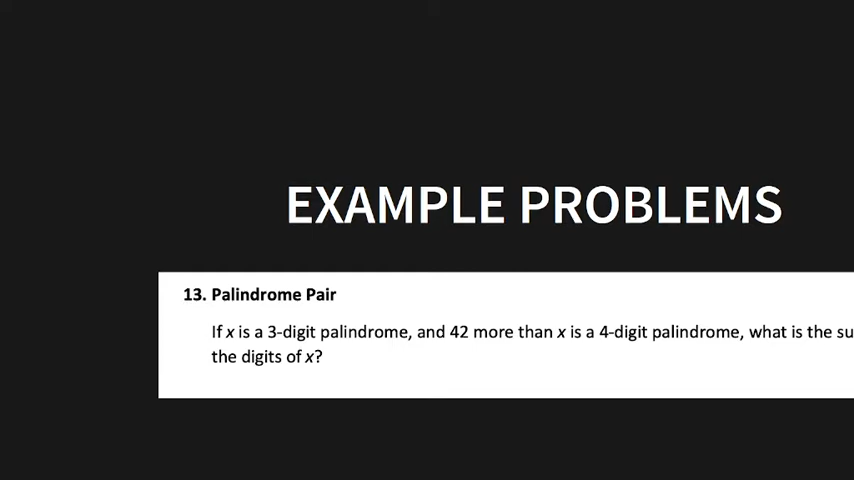 EXAMPLE PROBLEMS
13. Palindrome Pair
If x is a 3-digit palindrome, and 42 more than x is a 4-digit palindrome, what is the su
the digits of x?